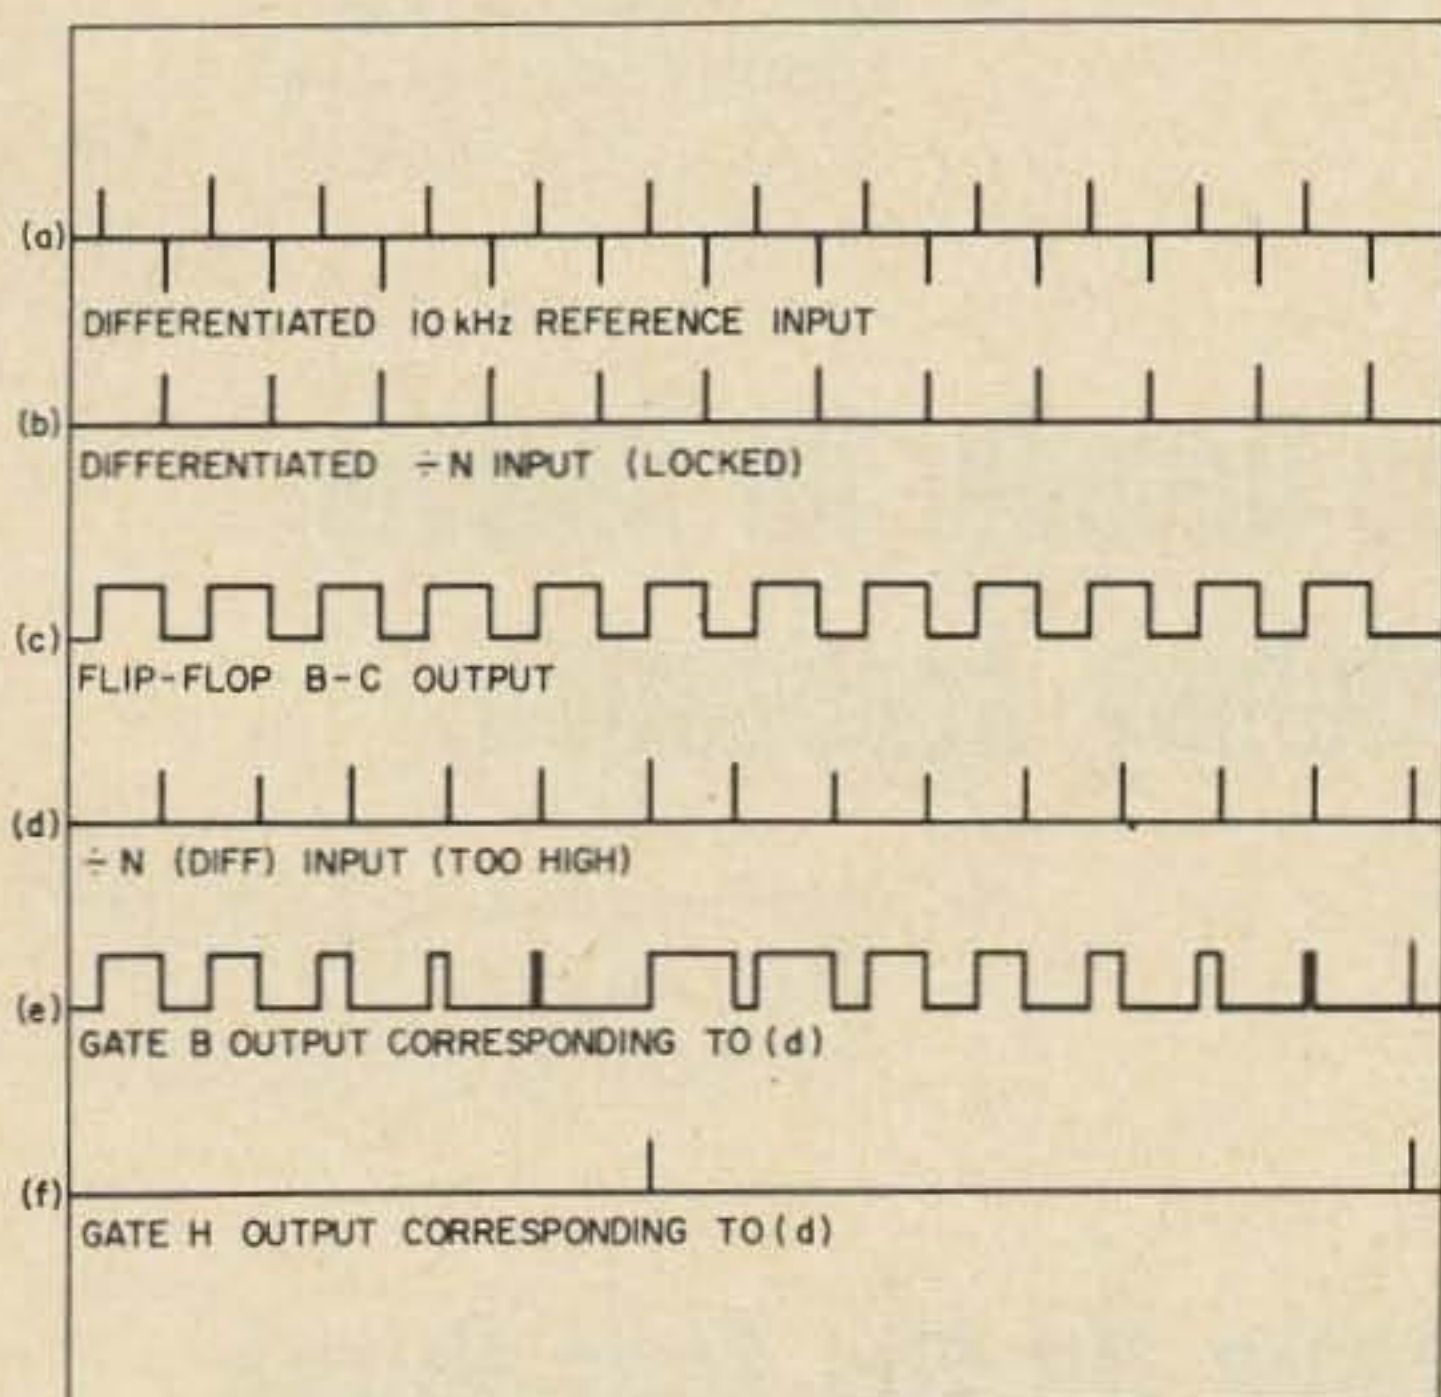 (a)
DIFFERENTIATED 10 kHz REFERENCE INPUT
(b)
DIFFERENTIATED ÷N INPUT (LOCKED)
(c)
FLIP-FLOP B-C OUTPUT
(d)
÷N (DIFF) INPUT (TOO HIGH)
(e)
GATE B OUTPUT CORRESPONDING TO (d)
(f)
GATE H OUTPUT CORRESPONDING TO (d)